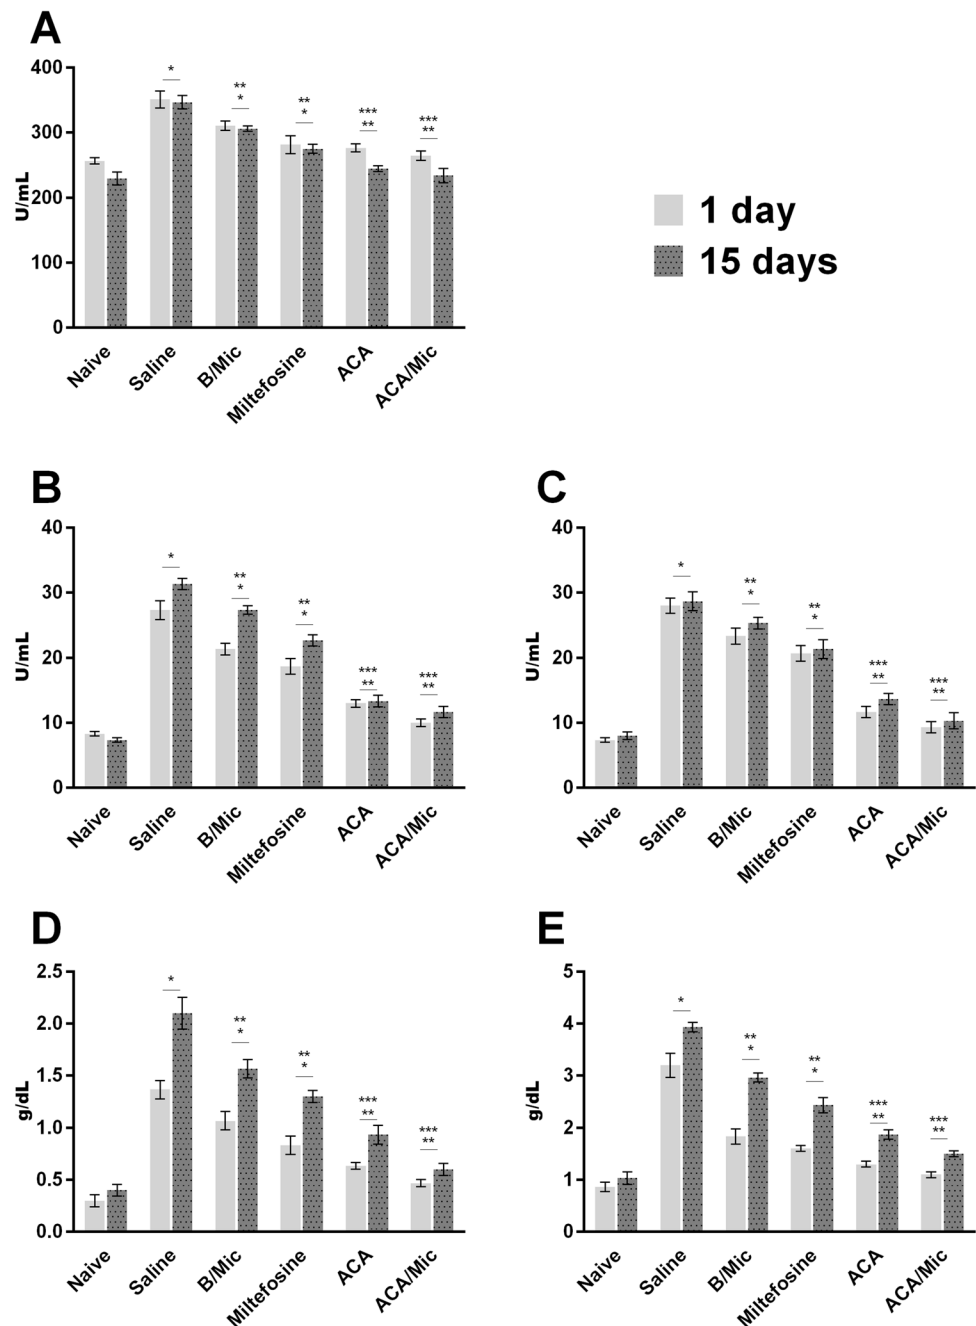 A
400
300
200
100
0
U/mL
*
**
*
**
*
***
**
***
**
Naive
Saline
B/Mic
Miltefosine
ACA
ACA/Mic
1 day
15 days
B
40
30
20
10
0
U/mL
*
**
*
**
*
***
**
***
**
Naive
Saline
B/Mic
Miltefosine
ACA
ACA/Mic
C
40
30
20
10
0
U/mL
*
**
*
**
*
***
**
***
**
Naive
Saline
B/Mic
Miltefosine
ACA
ACA/Mic
D
2.5
2.0
1.5
1.0
0.5
0.0
g/dL
*
**
*
**
*
***
**
***
**
Naive
Saline
B/Mic
Miltefosine
ACA
ACA/Mic
E
5
4
3
2
1
0
g/dL
*
**
*
**
*
***
**
***
**
Naive
Saline
B/Mic
Miltefosine
ACA
ACA/Mic